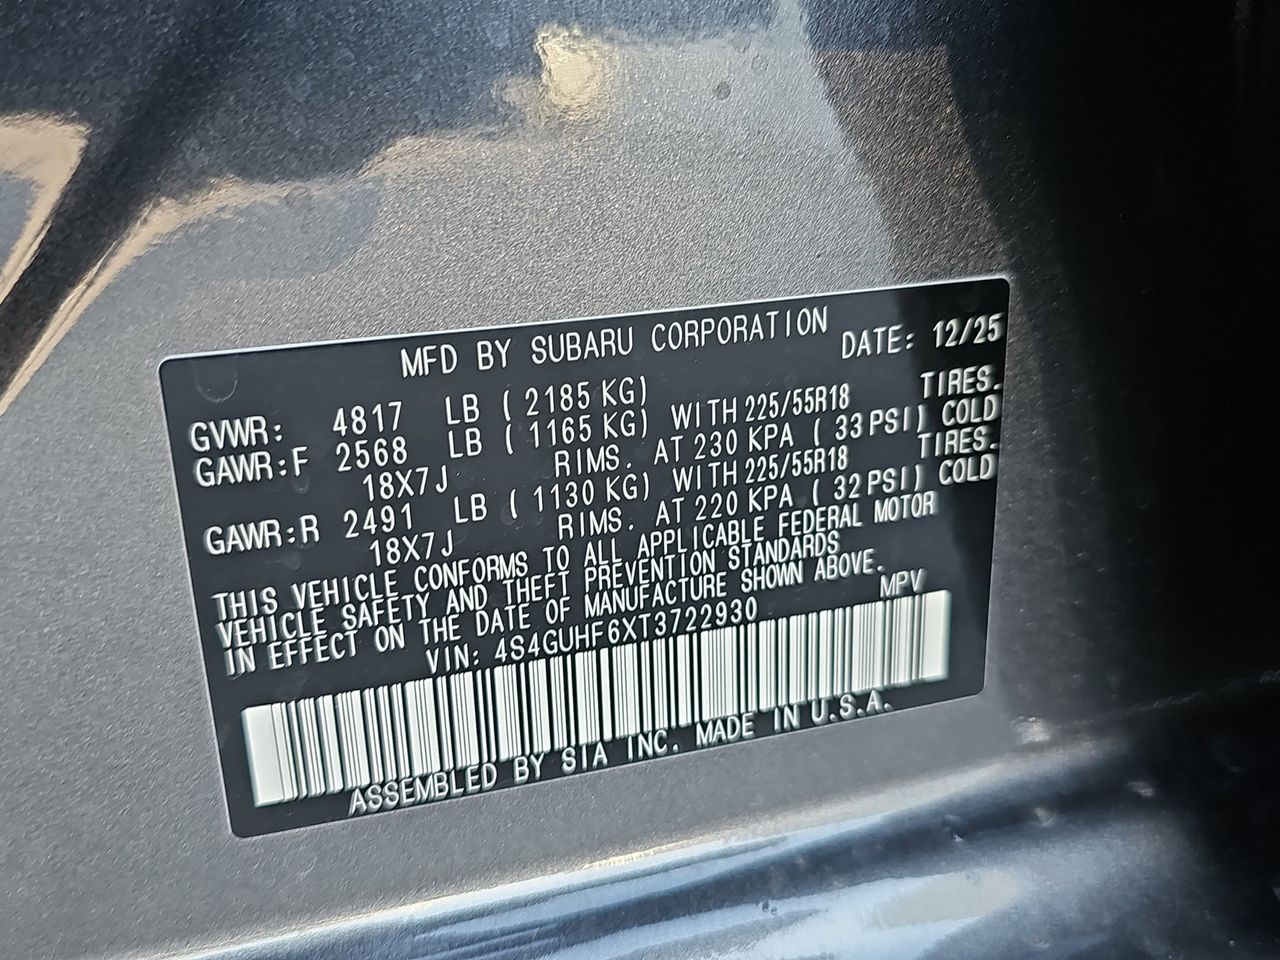 MFD BY SUBARU CORPORATION DATE: 12/25
GVWR: 4817 LB ( 2185 KG)
GAWR:F 2568 LB ( 1165 KG) WITH 225/55R18 TIRES.
18X7J RIMS. AT 230 KPA ( 33 PSI) COLD
GAWR:R 2491 LB ( 1130 KG) WITH 225/55R18 TIRES.
18X7J RIMS. AT 220 KPA ( 32 PSI) COLD
THIS VEHICLE CONFORMS TO ALL APPLICABLE FEDERAL MOTOR
VEHICLE SAFETY AND THEFT PREVENTION STANDARDS
IN EFFECT ON THE DATE OF MANUFACTURE SHOWN ABOVE.
VIN: 4S4GUHF6XT3722930 MPV
ASSEMBLED BY SIA INC. MADE IN U.S.A.